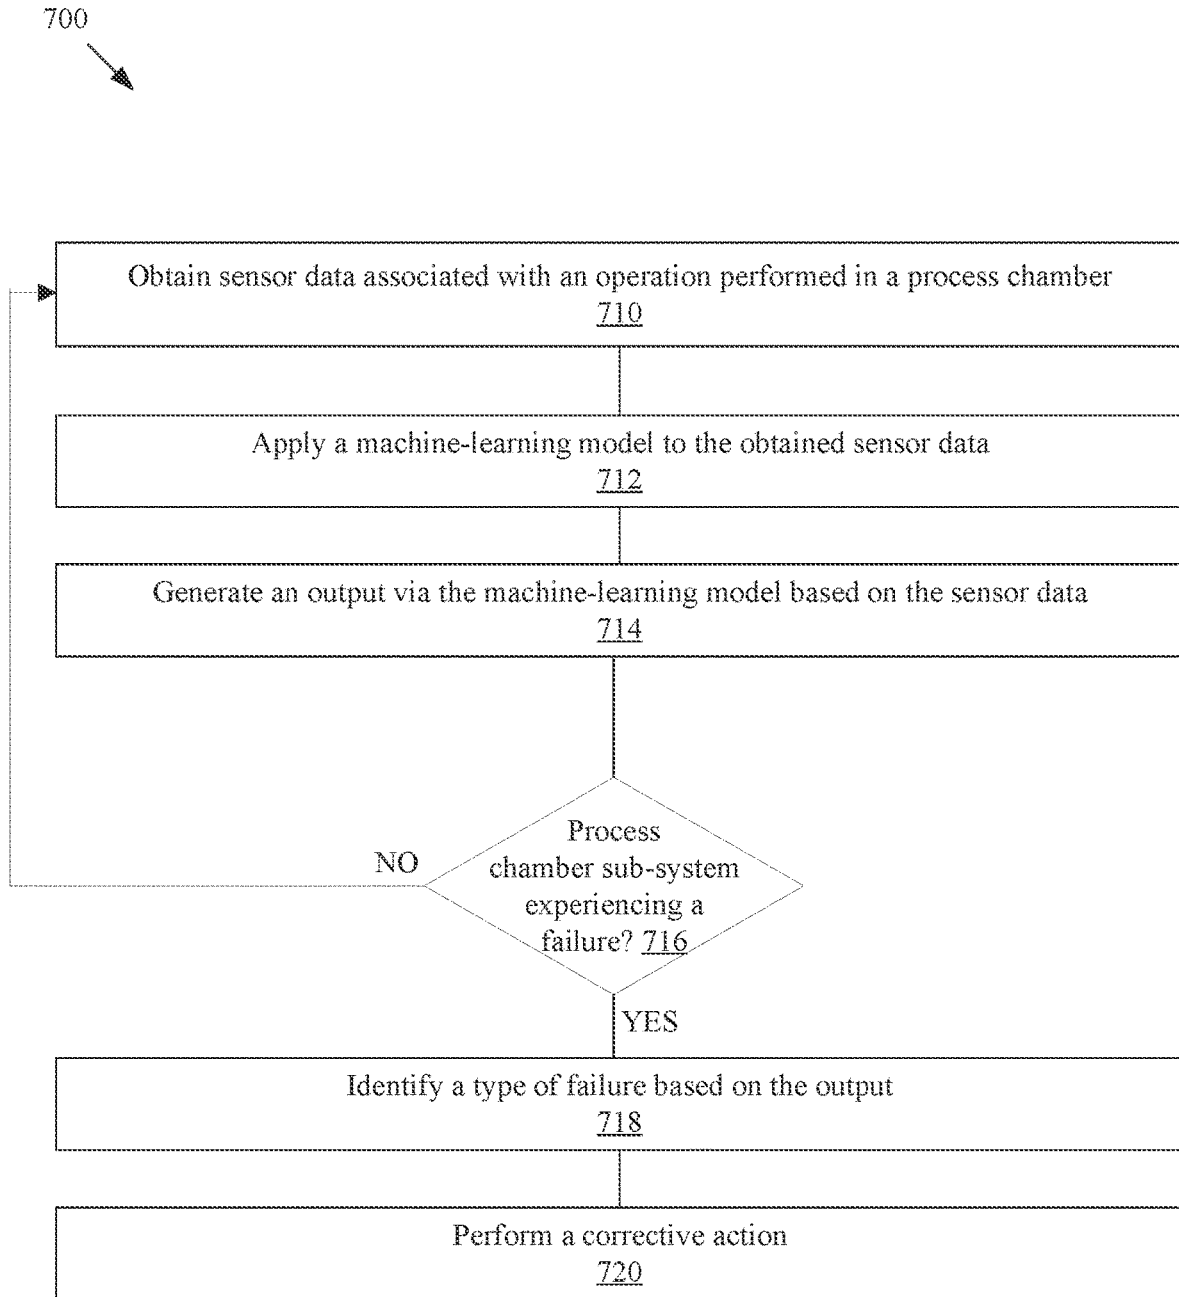 700
Obtain sensor data associated with an operation performed in a process chamber
710
Apply a machine-learning model to the obtained sensor data
712
Generate an output via the machine-learning model based on the sensor data
714
Process
chamber sub-system
experiencing a
failure? 716
NO
YES
Identify a type of failure based on the output
718
Perform a corrective action
720